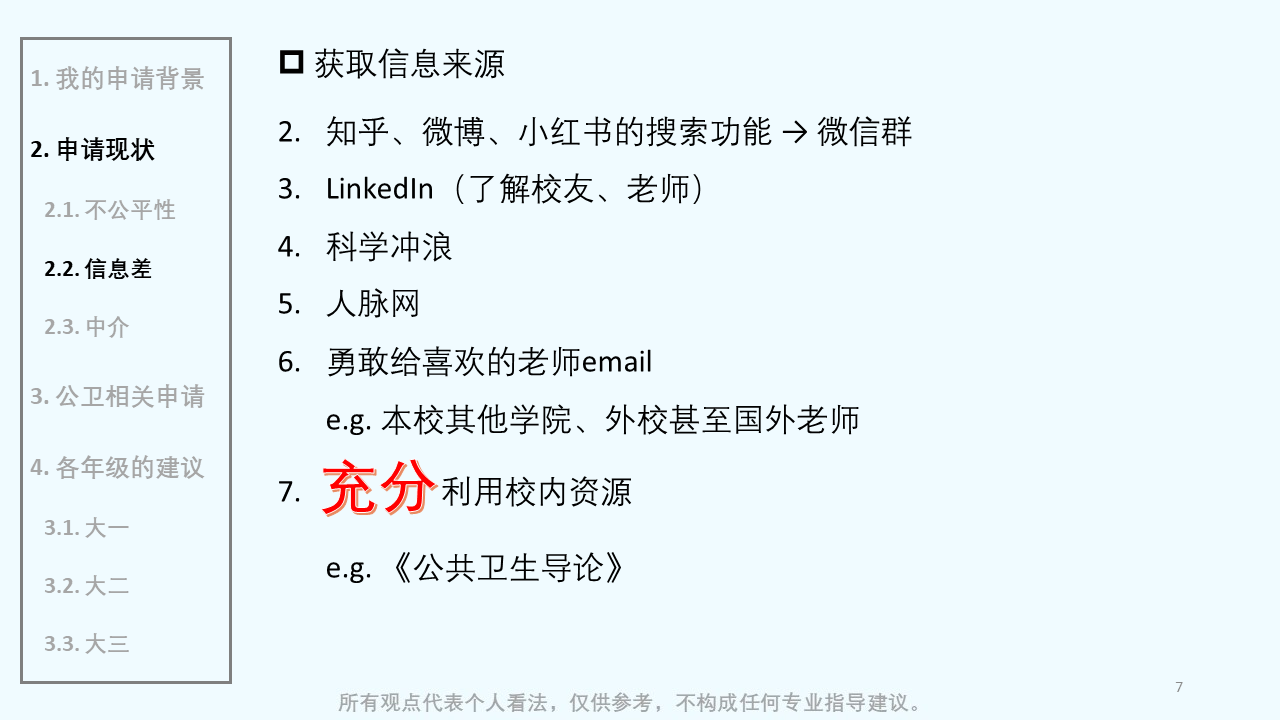 1. 我的申请背景
2. 申请现状
2.1. 不公平性
2.2. 信息差
2.3. 中介
3. 公卫相关申请
4. 各年级的建议
3.1. 大一
3.2. 大二
3.3. 大三
获取信息来源
2. 知乎、微博、小红书的搜索功能 → 微信群
3. LinkedIn（了解校友、老师）
4. 科学冲浪
5. 人脉网
6. 勇敢给喜欢的老师email
e.g. 本校其他学院、外校甚至国外老师
7. 充分利用校内资源
e.g. 《公共卫生导论》
所有观点代表个人看法，仅供参考，不构成任何专业指导建议。
7